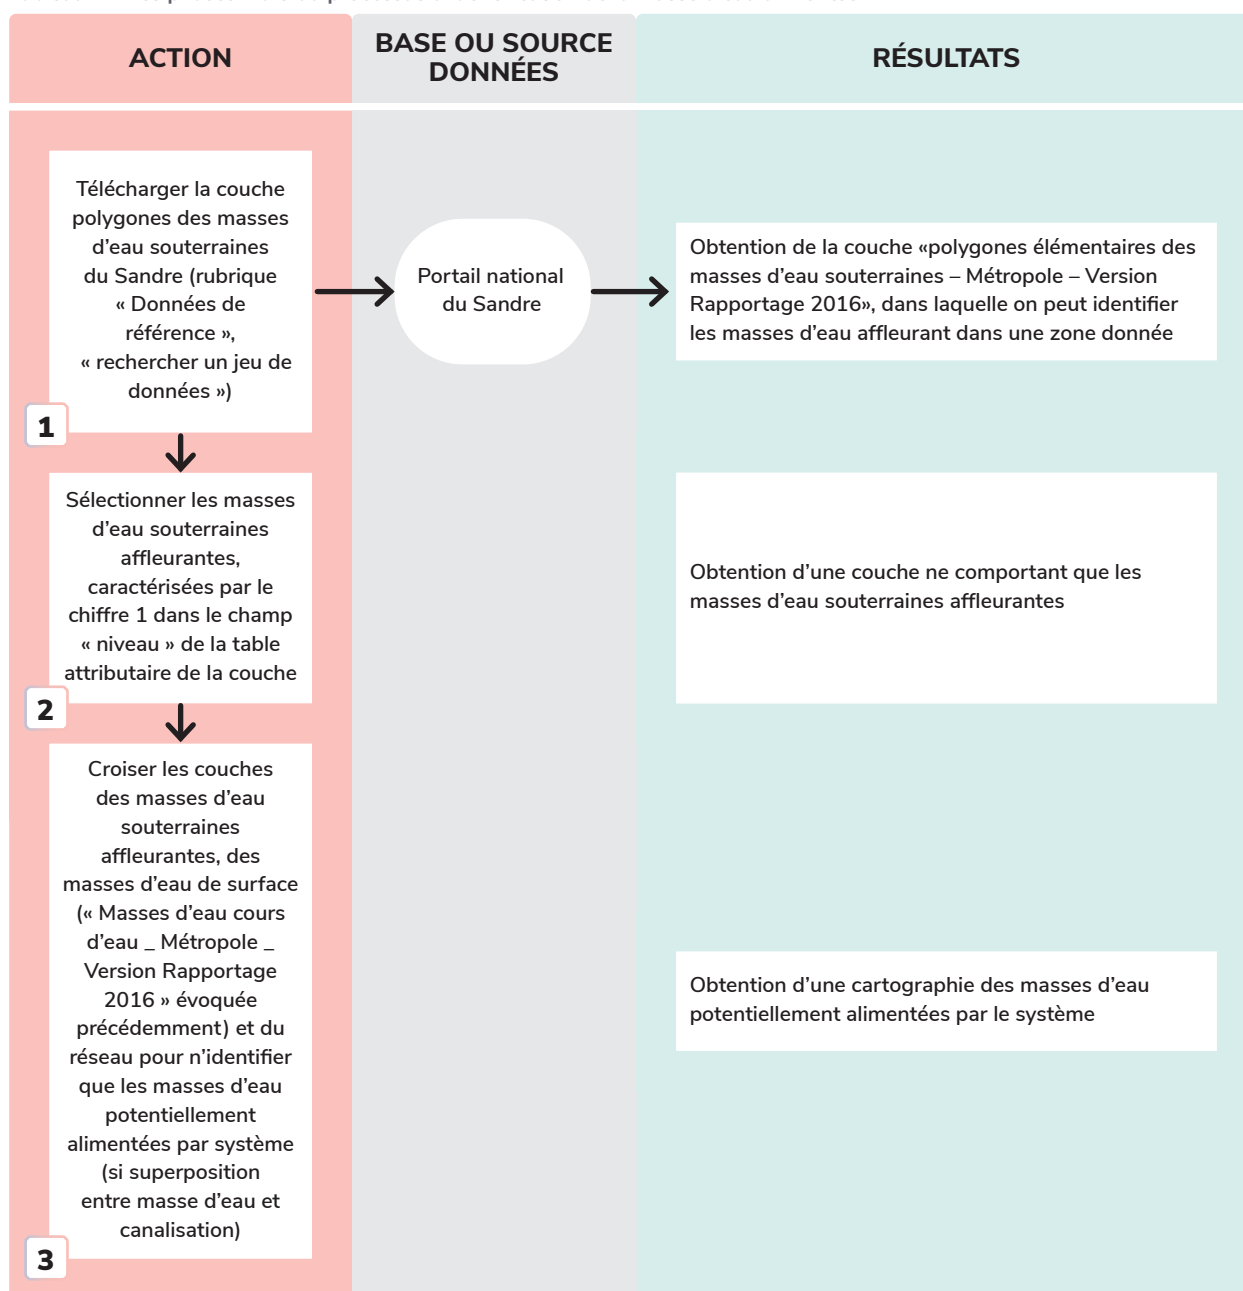 ACTION
BASE OU SOURCE
DONNÉES
RÉSULTATS
Télécharger la couche
polygones des masses
d'eau souterraines
du Sandre (rubrique
« Données de
référence »,
« rechercher un jeu de
données »)
1
Portail national
du Sandre
Obtention de la couche «polygones élémentaires des
masses d'eau souterraines – Métropole – Version
Rapportage 2016», dans laquelle on peut identifier
les masses d'eau affleurant dans une zone donnée
Sélectionner les masses
d'eau souterraines
affleurantes,
caractérisées par le
chiffre 1 dans le champ
« niveau » de la table
attributaire de la couche
2
Obtention d'une couche ne comportant que les
masses d'eau souterraines affleurantes
Croiser les couches
des masses d'eau
souterraines
affleurantes, des
masses d'eau de surface
(« Masses d'eau cours
d'eau _ Métropole _
Version Rapportage
2016 » évoquée
précédemment) et du
réseau pour n'identifier
que les masses d'eau
potentiellement
alimentées par système
(si superposition
entre masse d'eau et
canalisation)
3
Obtention d'une cartographie des masses d'eau
potentiellement alimentées par le système